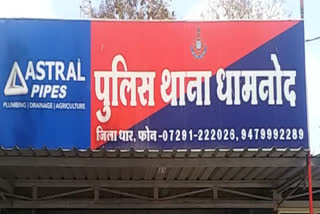 ASTRAL
PIPES
PLUMBING | DRAINAGE | AGRICULTURE
पुलिस थाना धामनोद
जिला धार, फोन -07291-222026, 9479992289